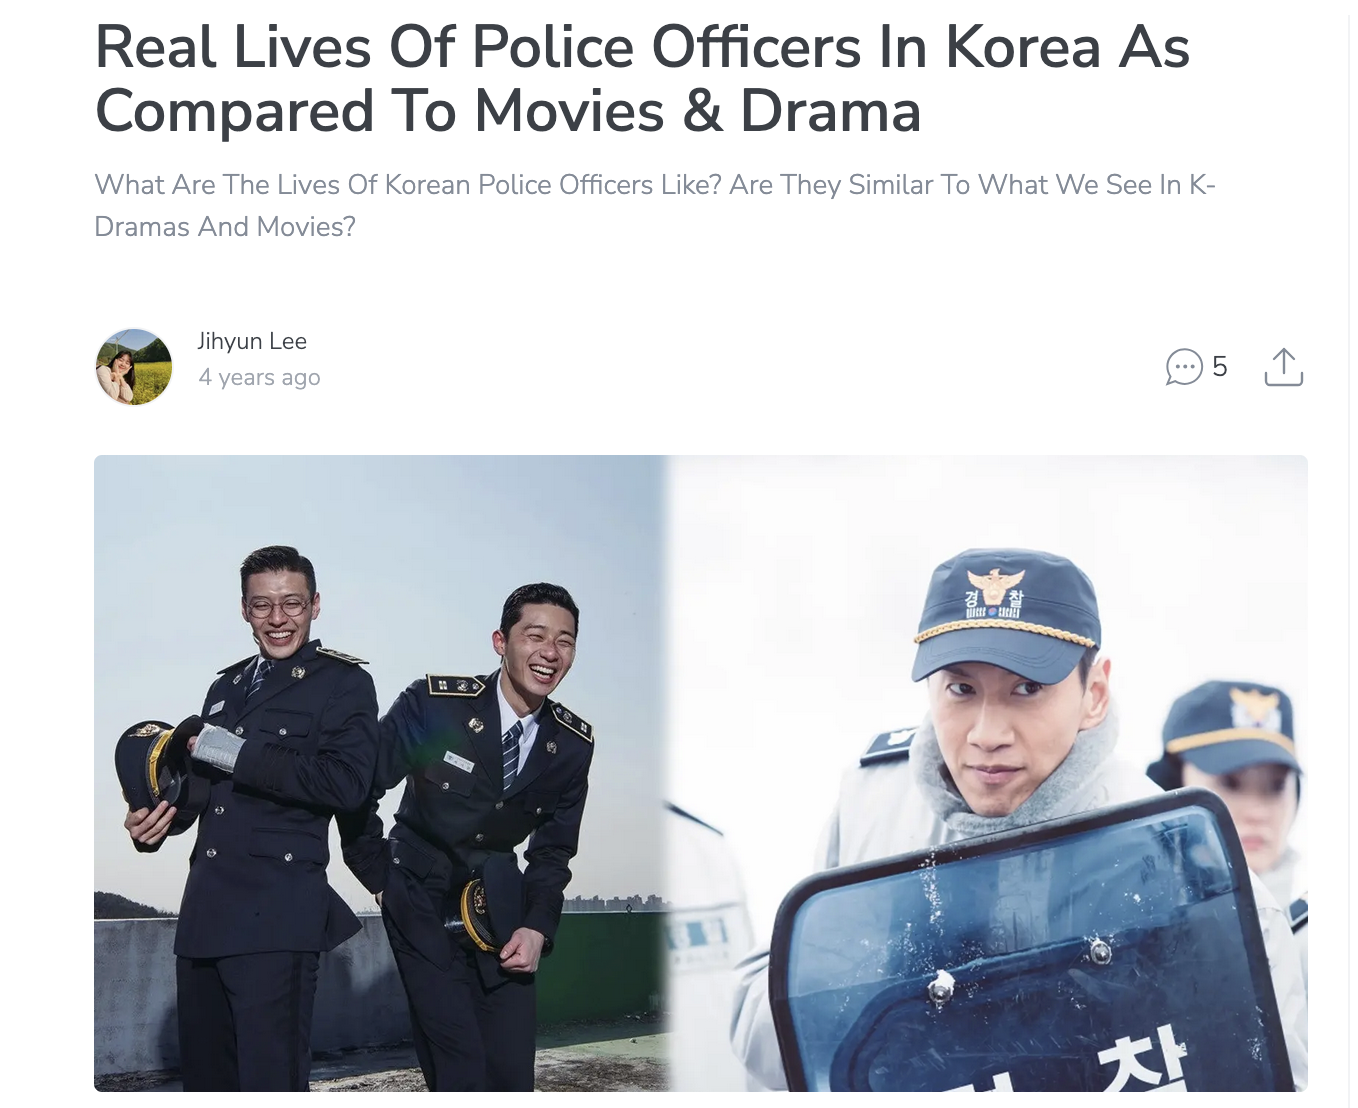 Real Lives Of Police Officers In Korea As
Compared To Movies & Drama
What Are The Lives Of Korean Police Officers Like? Are They Similar To What We See In K-
Dramas And Movies?
Jihyun Lee
4 years ago
5
경찰
찰